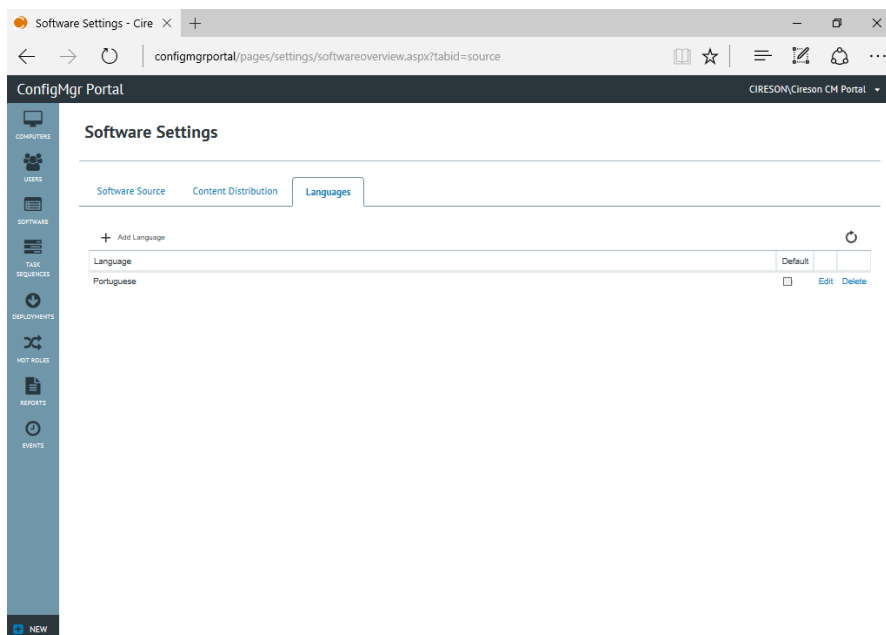 Software Settings - Cire
configmgrportal/pages/settings/softwareoverview.aspx?tabid=source
ConfigMgr Portal
CIRESON\Cireson CM Portal
COMPUTERS
USERS
SOFTWARE
TASK
SEQUENCES
DEPLOYMENTS
MDT ROLES
REPORTS
EVENTS
NEW
Software Settings
Software Source Content Distribution Languages
Add Language
Language Default
Portuguese Edit Delete